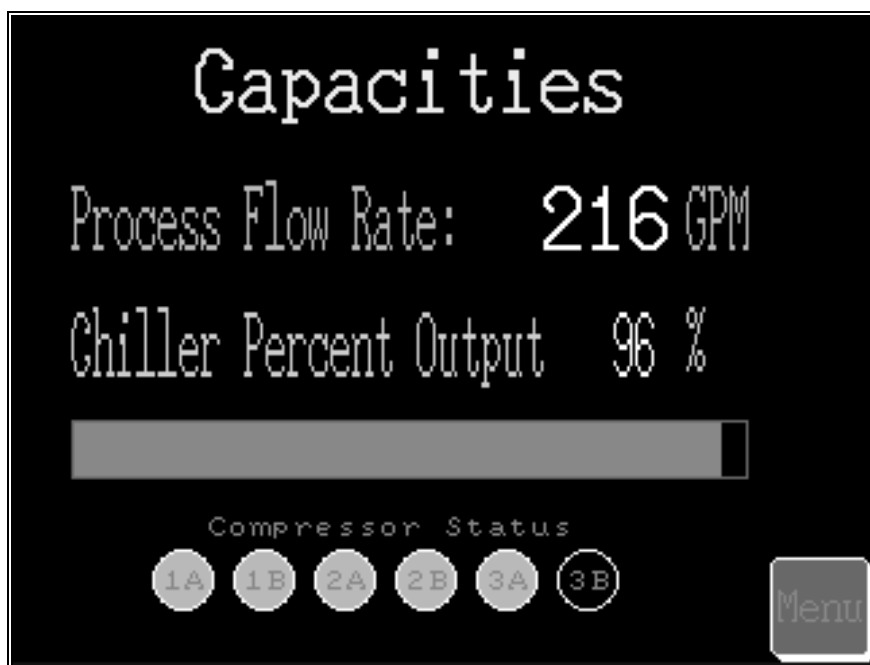 Capacities
Process Flow Rate: 216 GPM
Chiller Percent Output 96 %
Compressor Status
1A 1B 2A 2B 3A 3B
Menu